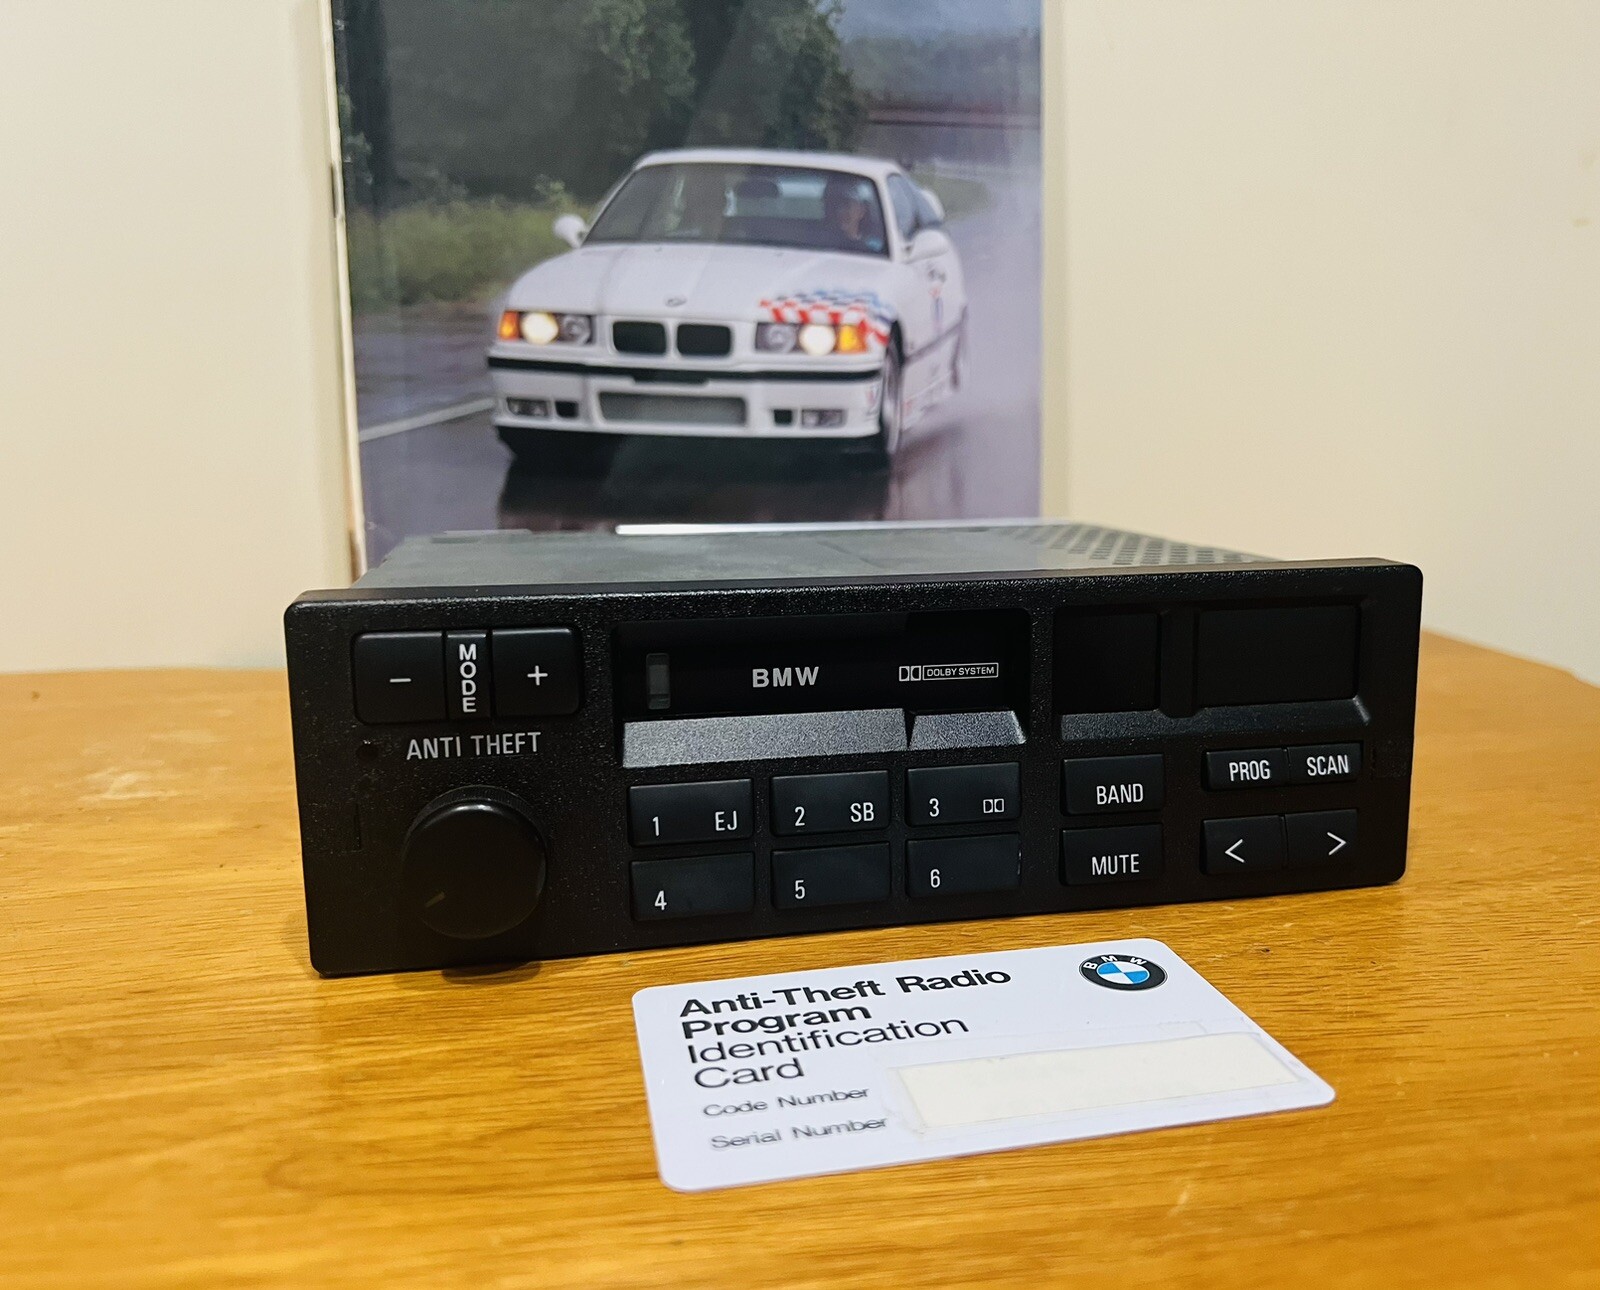 − MODE +
BMW
DOLBY SYSTEM
ANTI THEFT
1 EJ
2 SB
3
BAND
PROG
SCAN
4
5
6
MUTE
<
>
Anti-Theft Radio
Program
Identification
Card
Code Number
Serial Number
BMW